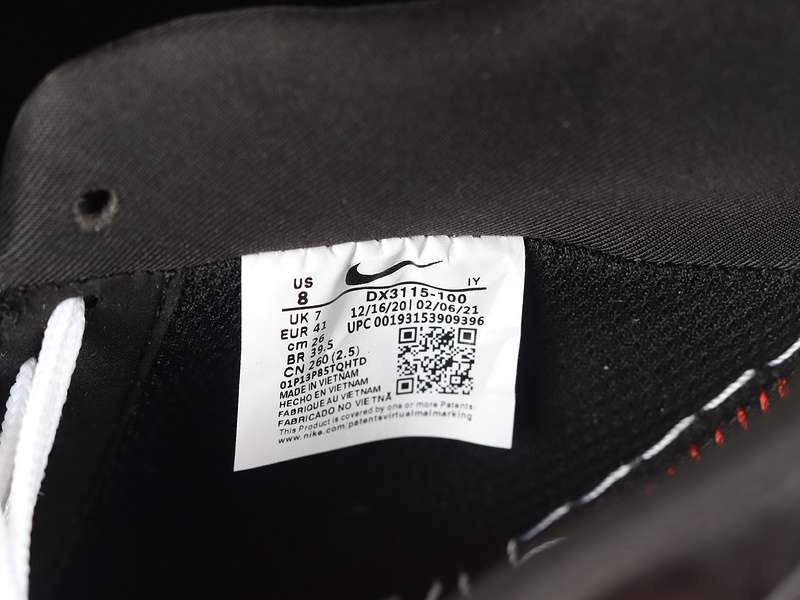 US
8
IY
DX3115-100
12/16/20| 02/06/21
UPC 00193153909396
UK 7
EUR 41
cm 26
BR 39.5
CN 260 (2.5)
01P13P85TQHTD
MADE IN VIETNAM
HECHO EN VIETNAM
FABRIQUE AU VIETNAM
FABRICADO NO VIETNÃ
This Product is covered by one or more Patents:
www.nike.com/patentsvirtualmalmarking